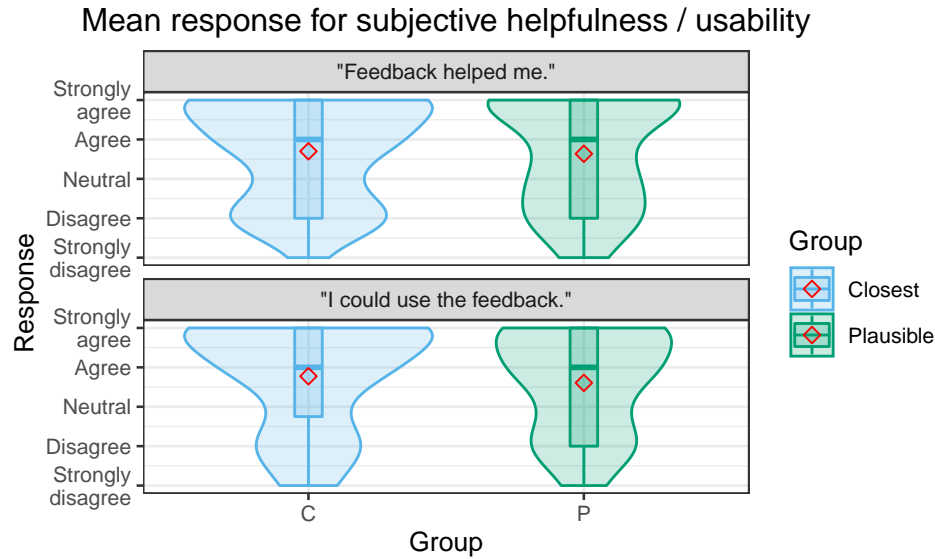 Mean response for subjective helpfulness / usability
"Feedback helped me."
Strongly
agree
Agree
Neutral
Disagree
Strongly
disagree
"I could use the feedback."
Strongly
agree
Agree
Neutral
Disagree
Strongly
disagree
Response
C
P
Group
Group
Closest
Plausible